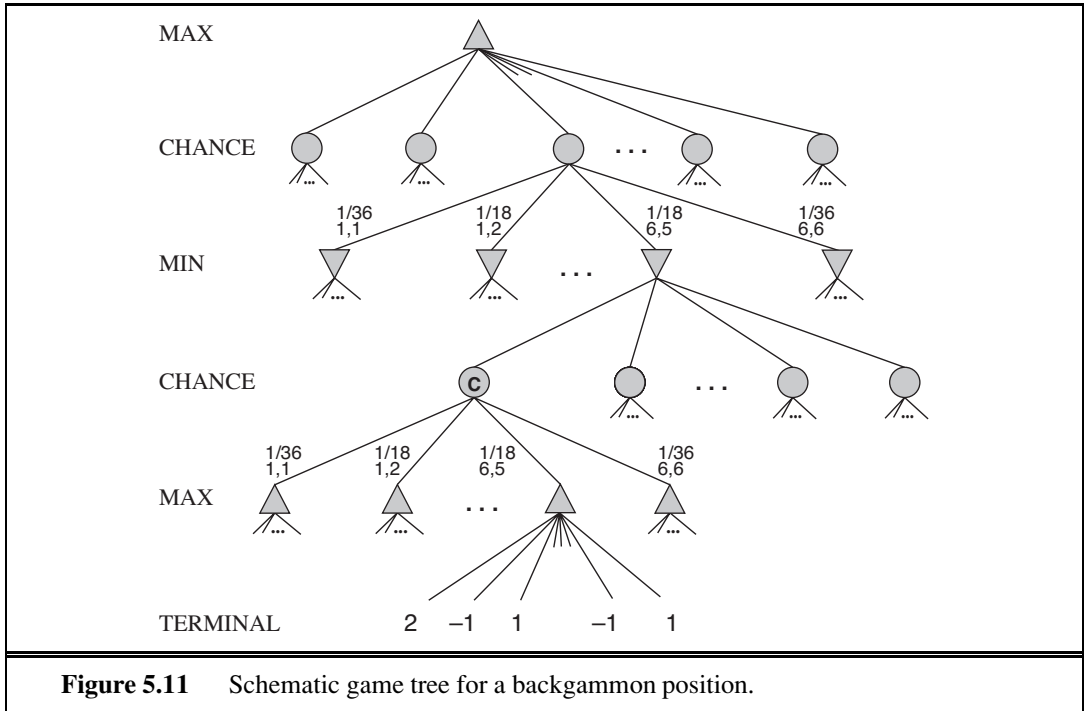 MAX
CHANCE
. . .
... ... ... ...
1/36 1/18 1/18 1/36
1,1 1,2 6,5 6,6
MIN
. . .
... ... ...
CHANCE
C
. . .
... ... ...
1/36 1/18 1/18 1/36
1,1 1,2 6,5 6,6
MAX
. . .
... ... ...
TERMINAL 2 –1 1 –1 1
Figure 5.11 Schematic game tree for a backgammon position.